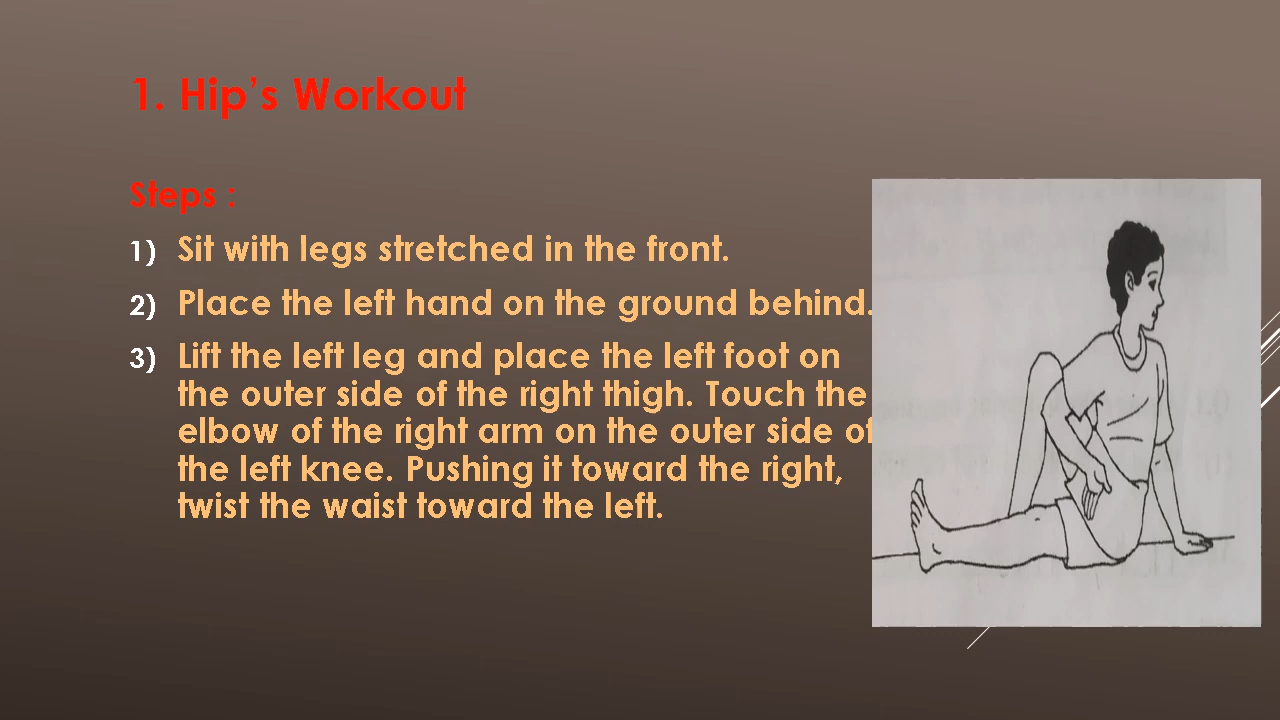 1. Hip’s Workout
Steps :
1) Sit with legs stretched in the front.
2) Place the left hand on the ground behind.
3) Lift the left leg and place the left foot on
the outer side of the right thigh. Touch the
elbow of the right arm on the outer side of
the left knee. Pushing it toward the right,
twist the waist toward the left.